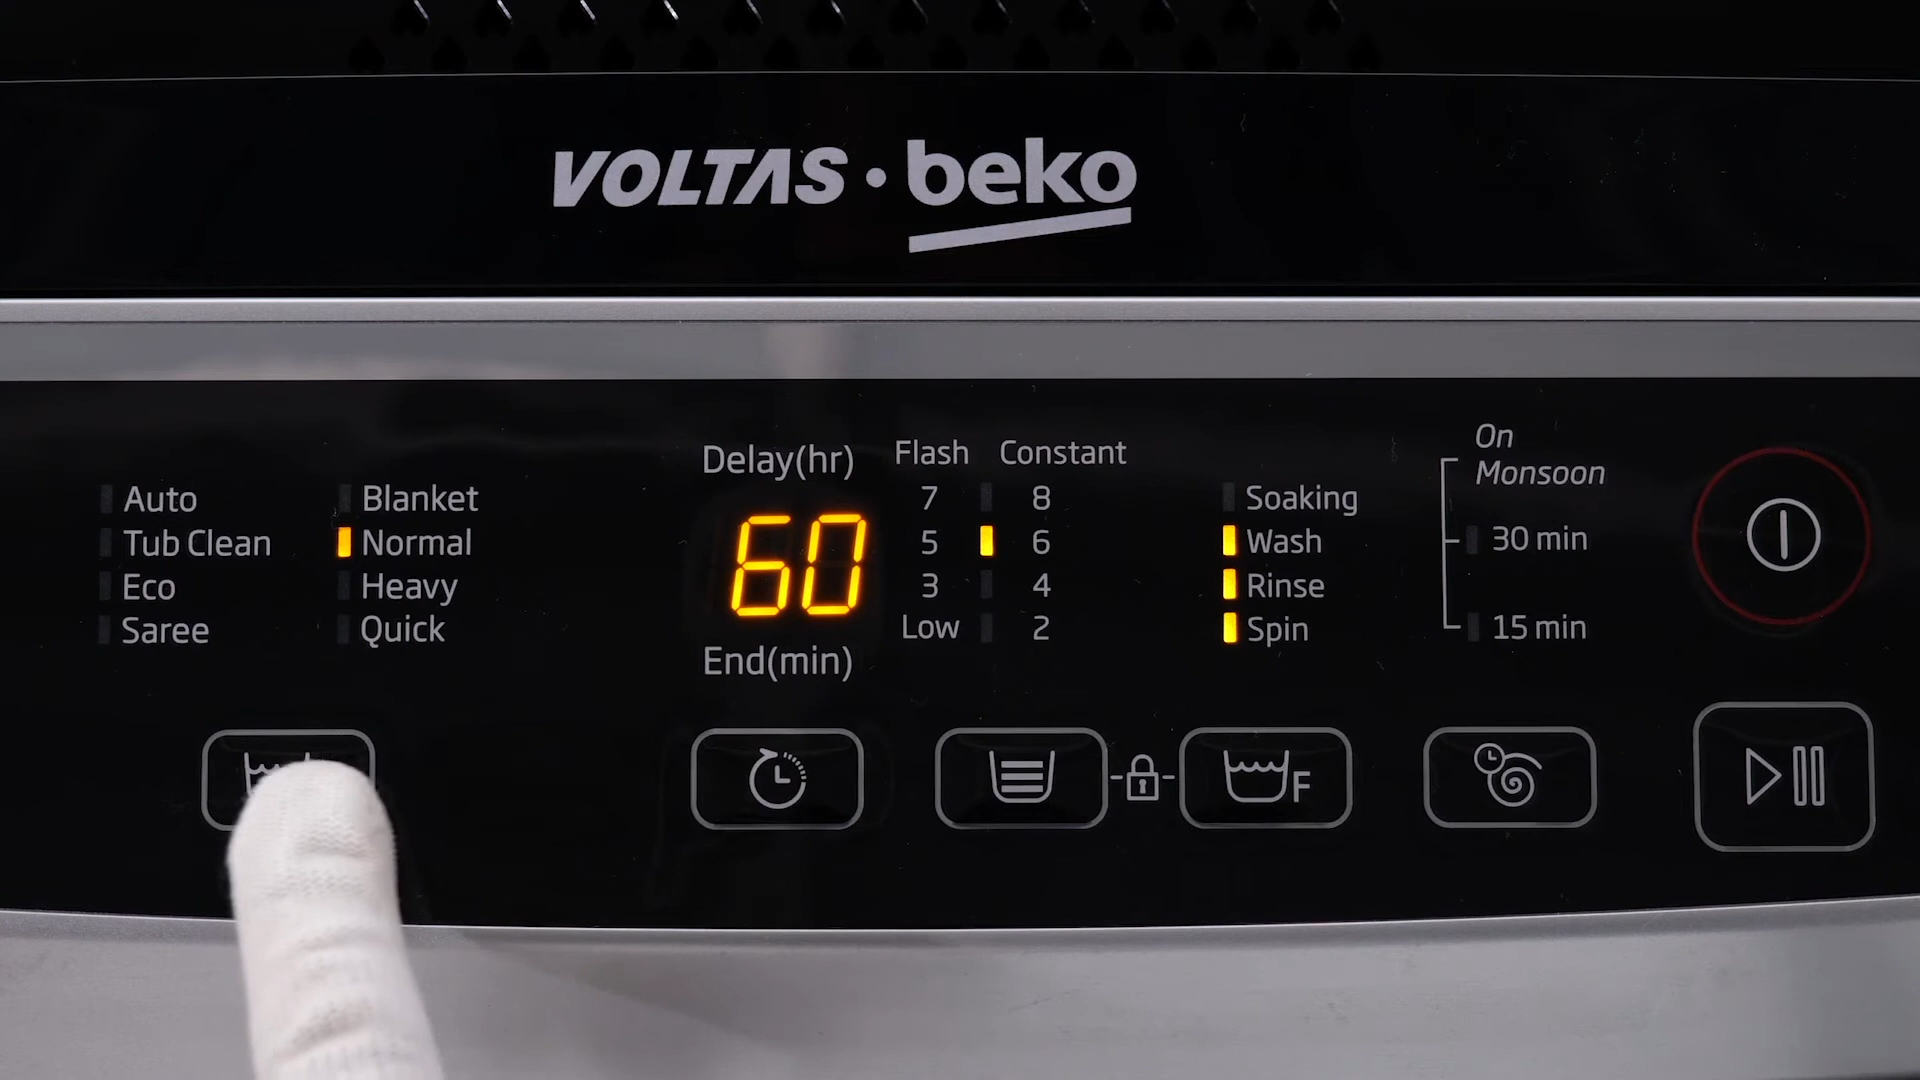 VOLTAS • beko
Auto
Tub Clean
Eco
Saree
Blanket
Normal
Heavy
Quick
Delay(hr)
60
End(min)
Flash Constant
7 8
5 6
3 4
Low 2
Soaking
Wash
Rinse
Spin
On
Monsoon
30 min
15 min
F